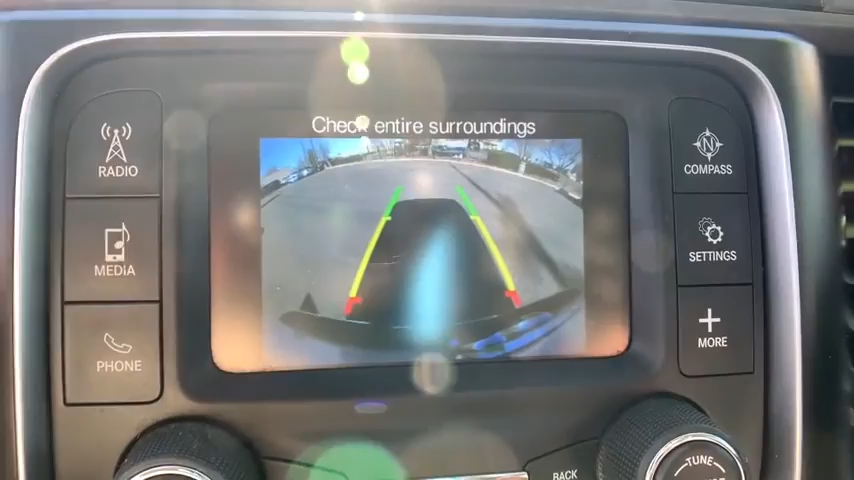 Check entire surroundings
RADIO
MEDIA
PHONE
N
COMPASS
SETTINGS
MORE
BACK
TUNE